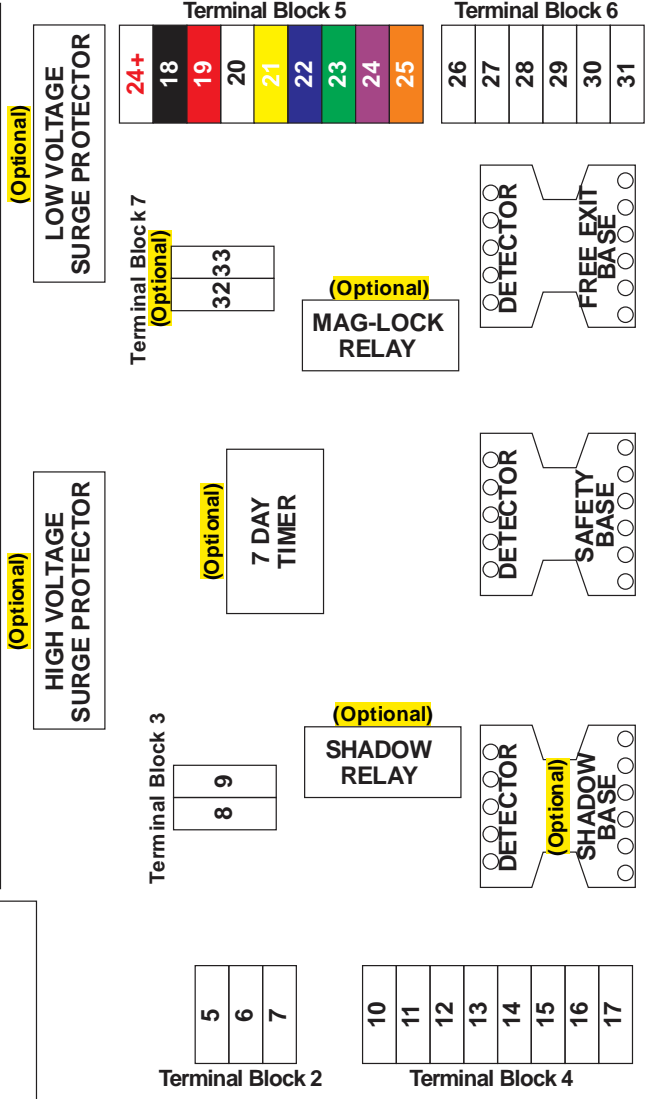 Terminal Block 5
24+
18
19
20
21
22
23
24
25
Terminal Block 6
26
27
28
29
30
31
(Optional)
LOW VOLTAGE
SURGE PROTECTOR
Terminal Block 7
(Optional)
32
33
(Optional)
MAG-LOCK
RELAY
DETECTOR
FREE EXIT
BASE
(Optional)
HIGH VOLTAGE
SURGE PROTECTOR
(Optional)
7 DAY
TIMER
DETECTOR
SAFETY
BASE
Terminal Block 3
8
9
(Optional)
SHADOW
RELAY
DETECTOR
(Optional)
SHADOW
BASE
5
6
7
Terminal Block 2
10
11
12
13
14
15
16
17
Terminal Block 4